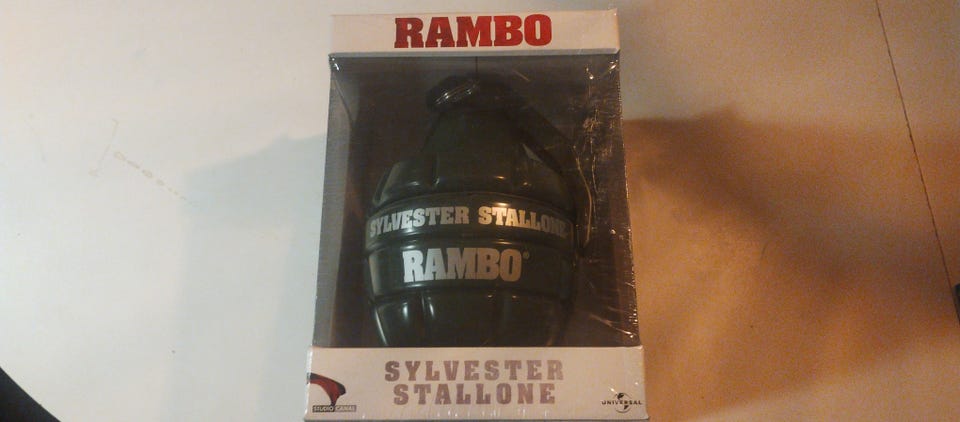 RAMBO
SYLVESTER STALLONE
RAMBO®
SYLVESTER
STALLONE
STUDIO CANAL
UNIVERSAL